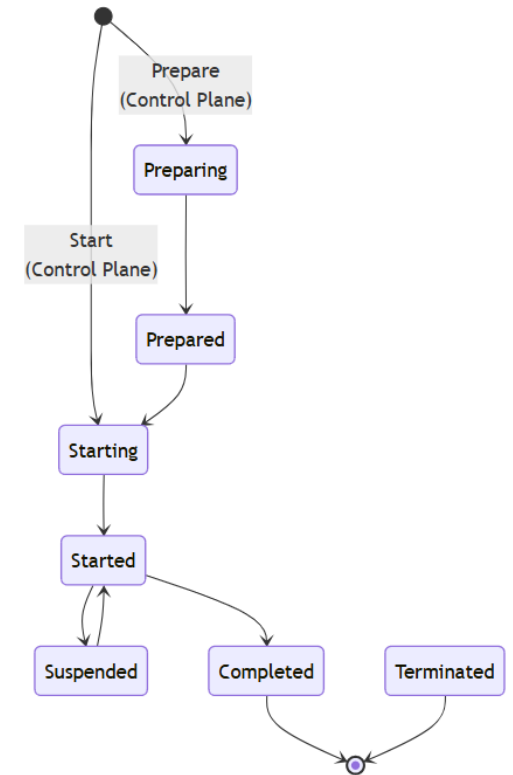 Prepare
(Control Plane)
Preparing
Start
(Control Plane)
Prepared
Starting
Started
Suspended
Completed
Terminated